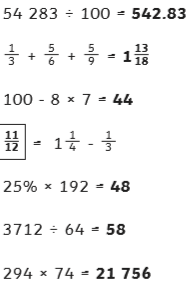 54 283 ÷ 100 = 542.83
1/3 + 5/6 + 5/9 = 1 13/18
100 - 8 × 7 = 44
11/12 = 1 1/4 - 1/3
25% × 192 = 48
3712 ÷ 64 = 58
294 × 74 = 21 756